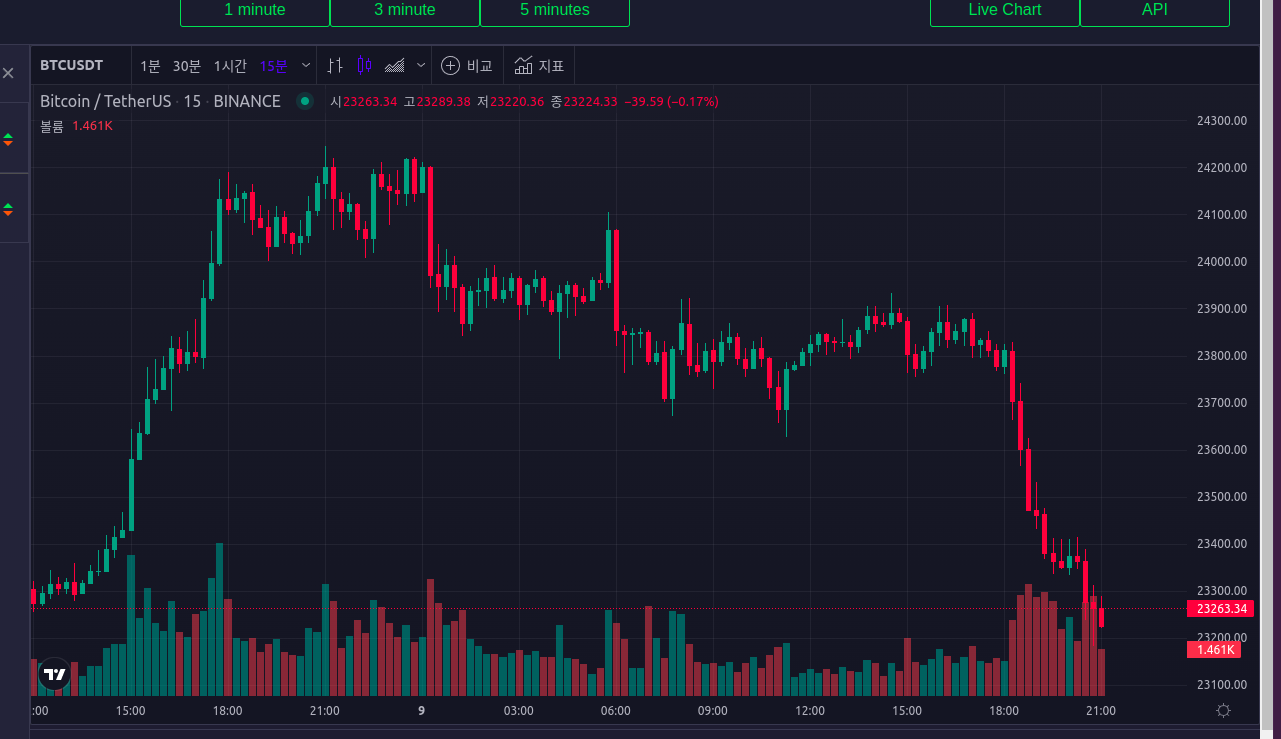 1 minute 3 minute 5 minutes Live Chart API
BTCUSDT 1분 30분 1시간 15분 비교 지표
Bitcoin / TetherUS · 15 · BINANCE 시23263.34 고23289.38 저23220.36 종23224.33 −39.59 (−0.17%)
볼륨 1.461K
24300.00
24200.00
24100.00
24000.00
23900.00
23800.00
23700.00
23600.00
23500.00
23400.00
23300.00
23263.34
23200.00
1.461K
23100.00
:00 15:00 18:00 21:00 9 03:00 06:00 09:00 12:00 15:00 18:00 21:00